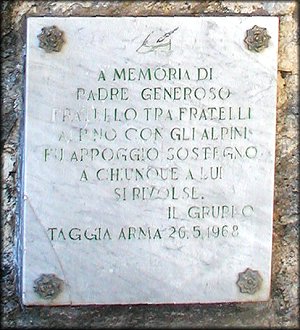 A MEMORIA DI
PADRE GENEROSO
FRATELLO TRA FRATELLI
ALPINO CON GLI ALPINI
FU APPOGGIO SOSTEGNO
A CHIUNQUE A LUI
SI RIVOLSE.
IL GRUPPO
TAGGIA ARMA 26.5.1968